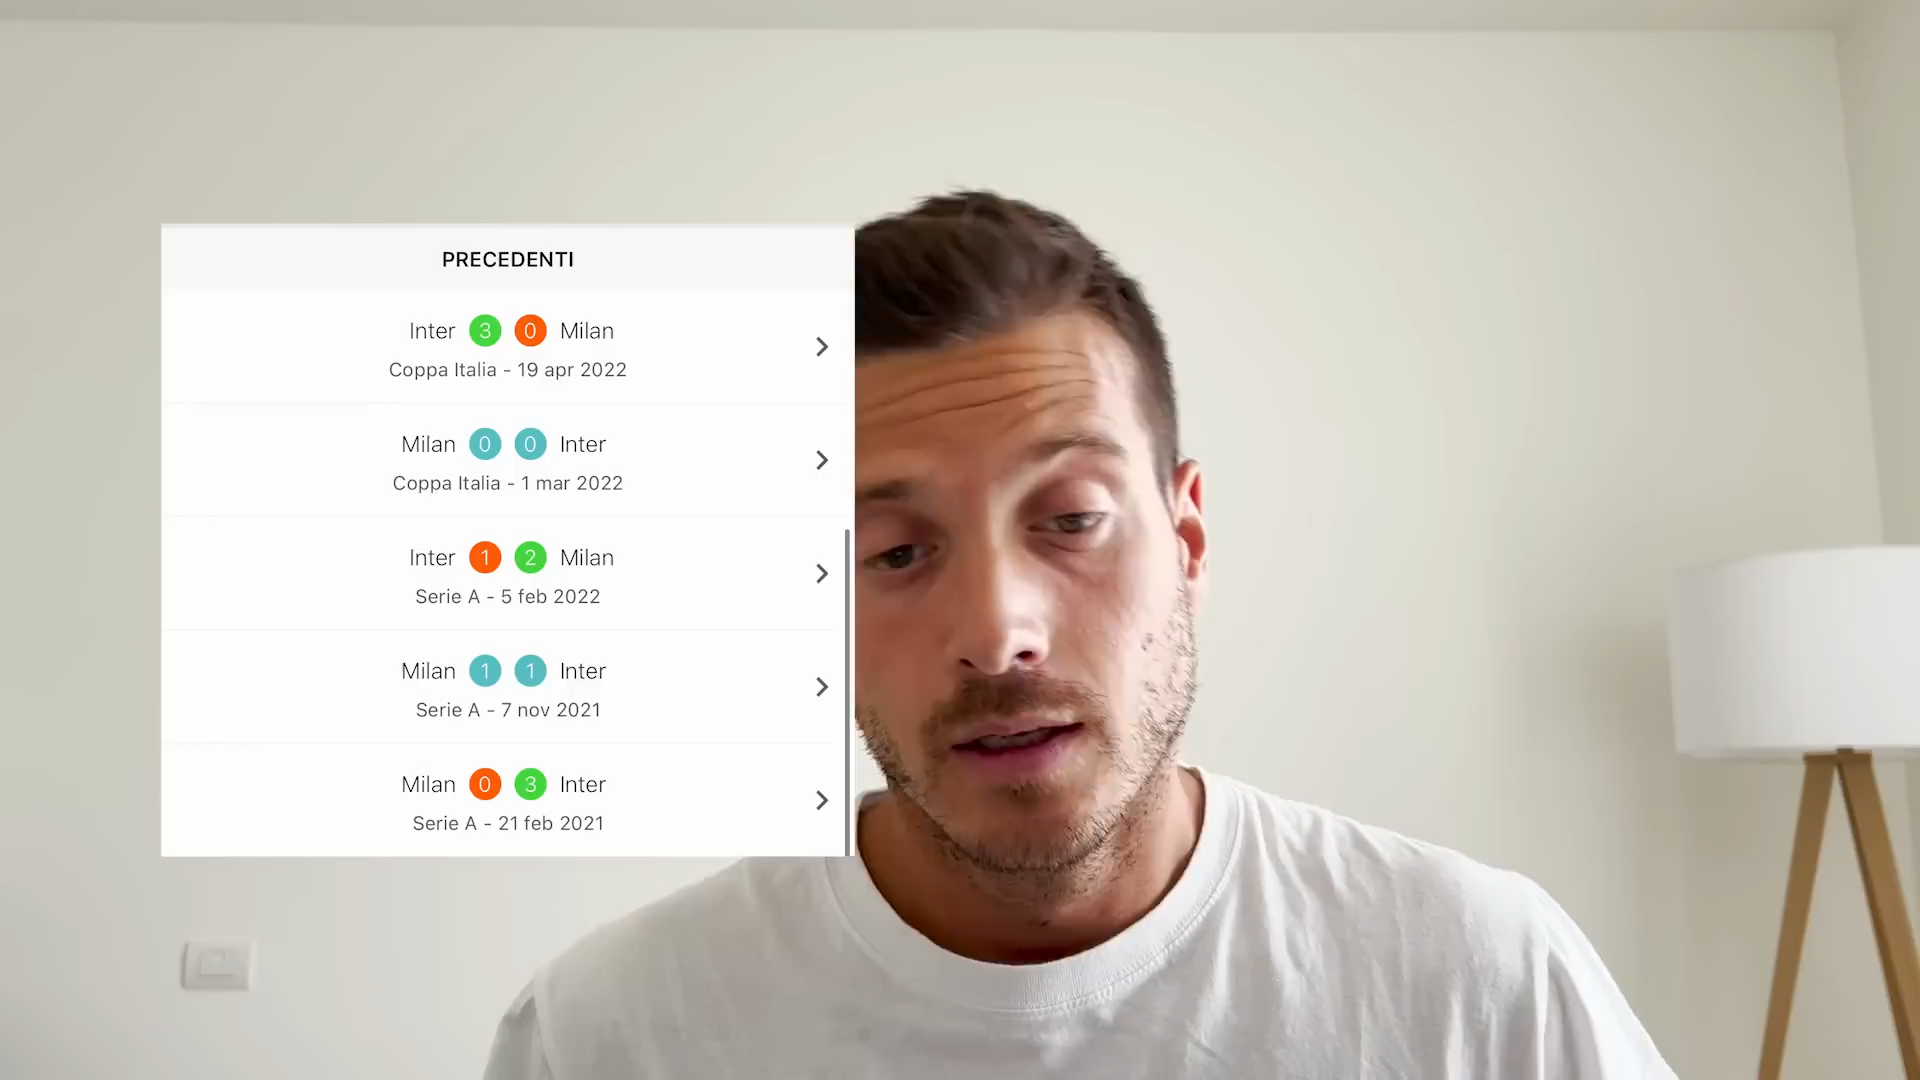 PRECEDENTI
Inter 3 0 Milan
Coppa Italia - 19 apr 2022
Milan 0 0 Inter
Coppa Italia - 1 mar 2022
Inter 1 2 Milan
Serie A - 5 feb 2022
Milan 1 1 Inter
Serie A - 7 nov 2021
Milan 0 3 Inter
Serie A - 21 feb 2021